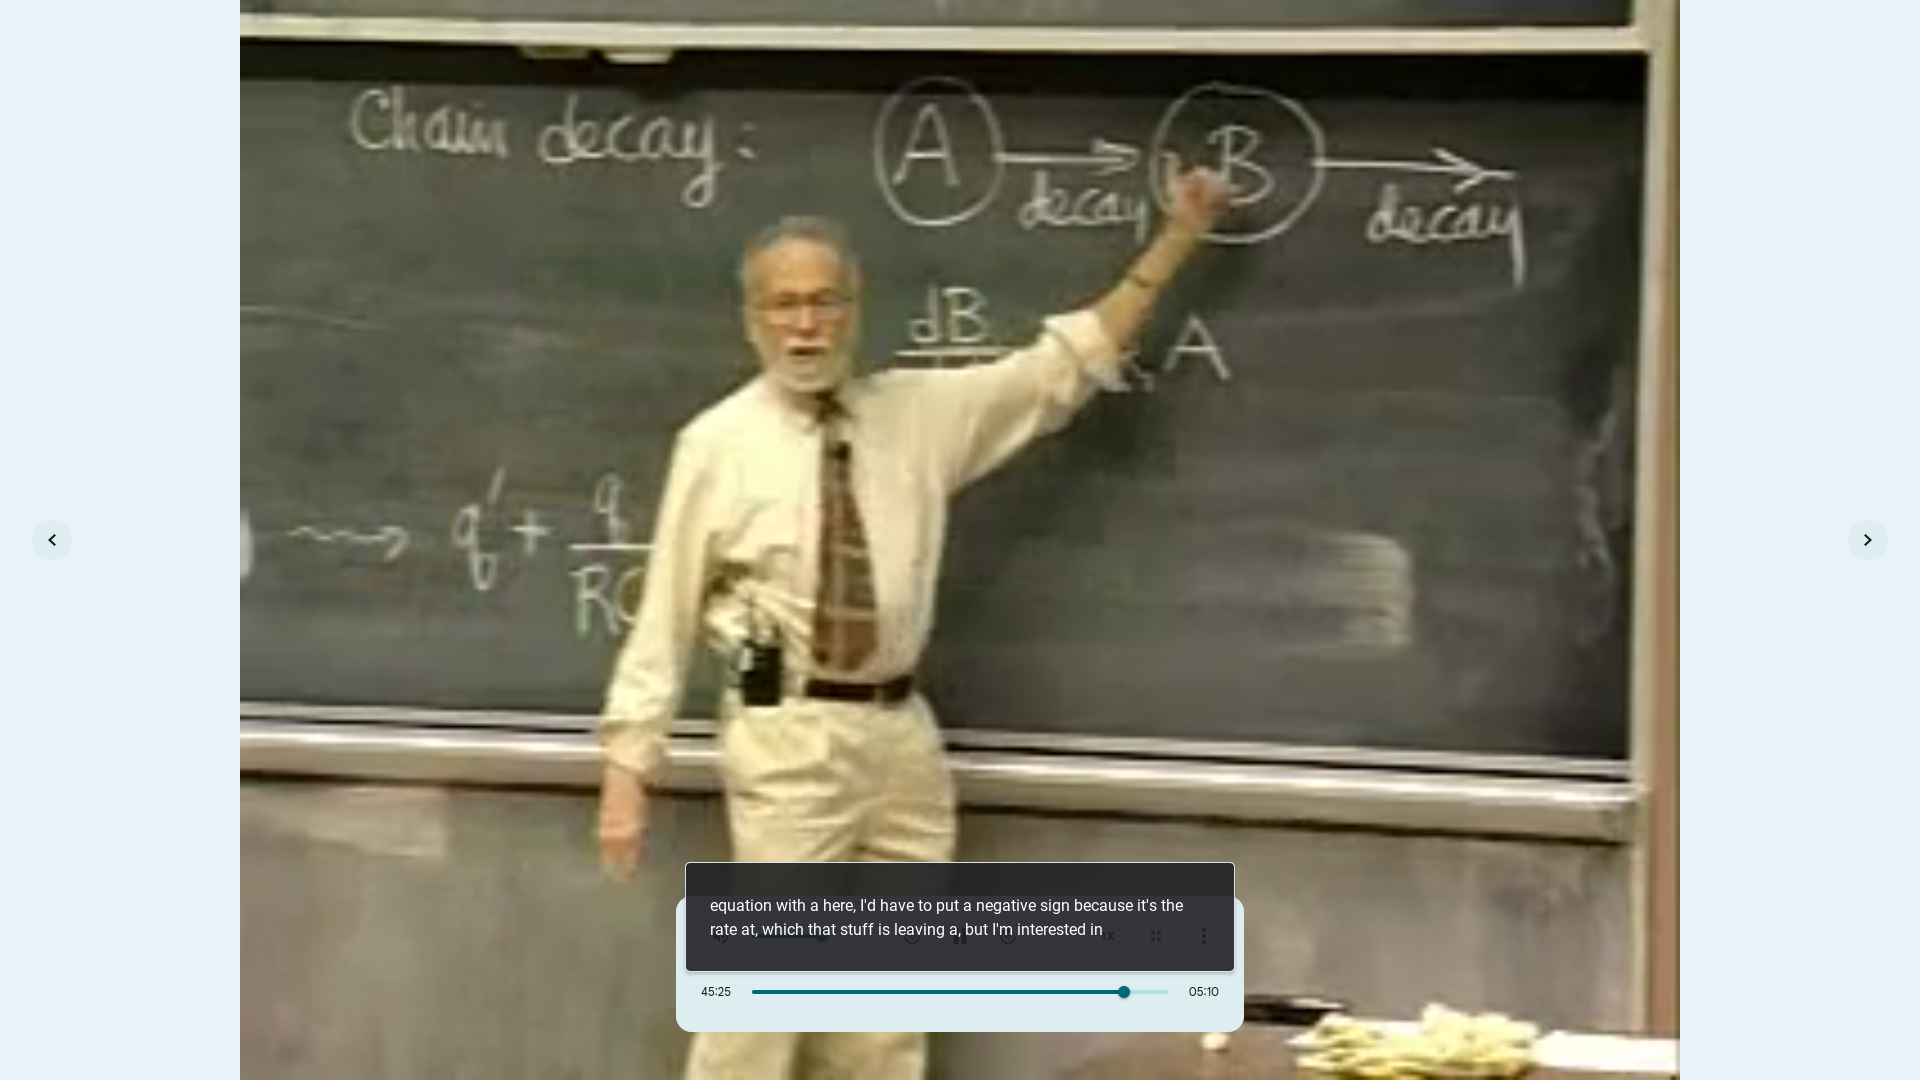 Chain decay: A decay B decay
dB
A
q' + q
RC
equation with a here, I'd have to put a negative sign because it's the
rate at, which that stuff is leaving a, but I'm interested in
45:25
05:10